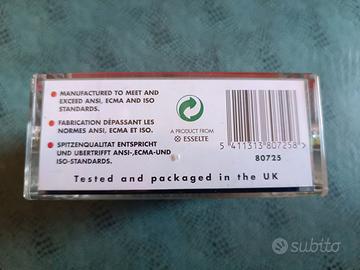 MANUFACTURED TO MEET AND
EXCEED ANSI, ECMA AND ISO
STANDARDS.
FABRICATION DÉPASSANT LES
NORMES ANSI, ECMA ET ISO.
SPITZENQUALITAT ENTSPRICHT
UND UBERTRIFFT ANSI-,ECMA-UND
ISO-STANDARDS.
A PRODUCT FROM
ESSELTE
5 411313 807258 >
80725
Tested and packaged in the UK
subito